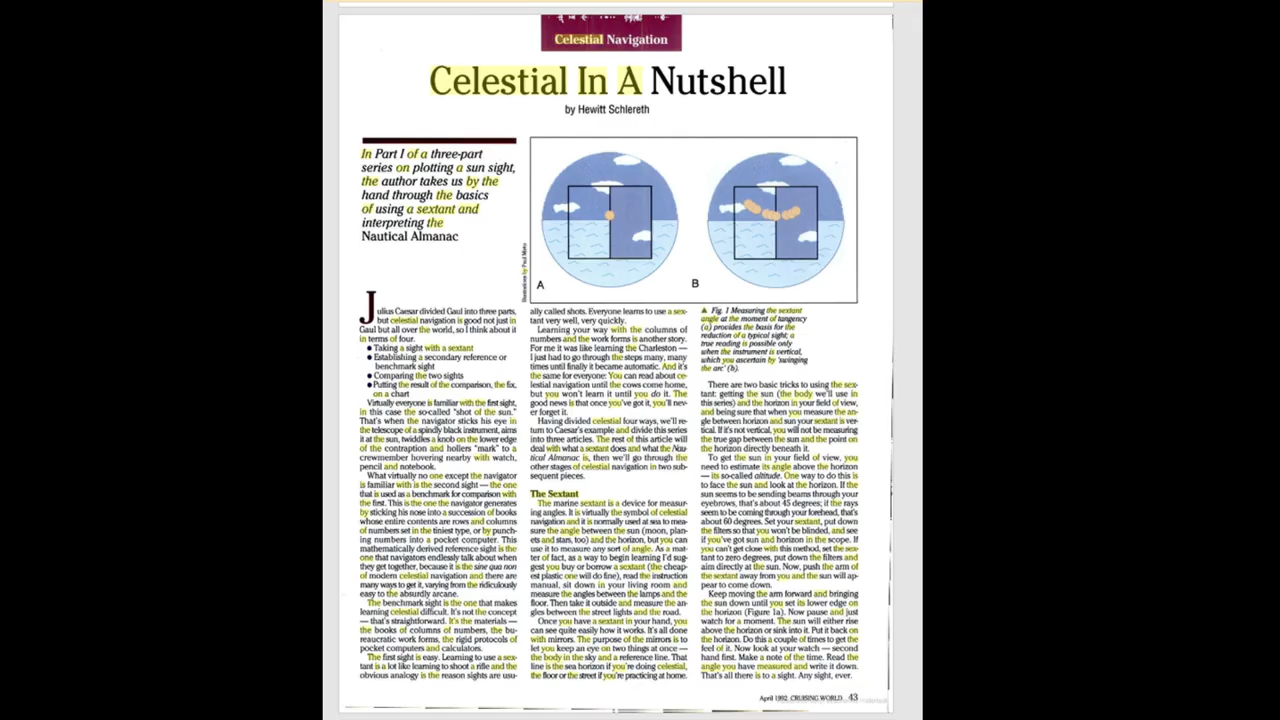 Celestial Navigation
Celestial In A Nutshell
by Hewitt Schlereth
In Part I of a three-part
series on plotting a sun sight,
the author takes us by the
hand through the basics
of using a sextant and
interpreting the
Nautical Almanac
Illustrations by Paul Mirto
A
B
Julius Caesar divided Gaul into three parts,
but celestial navigation is good not just in
Gaul but all over the world, so I think about it
in terms of four.
● Taking a sight with a sextant
● Establishing a secondary reference or
benchmark sight
● Comparing the two sights
● Putting the result of the comparison, the fix,
on a chart
Virtually everyone is familiar with the first sight,
in this case the so-called "shot of the sun."
That's when the navigator sticks his eye in
the telescope of a spindly black instrument, aims
it at the sun, twiddles a knob on the lower edge
of the contraption and hollers "mark" to a
crewmember hovering nearby with watch,
pencil and notebook.
What virtually no one except the navigator
is familiar with is the second sight — the one
that is used as a benchmark for comparison with
the first. This is the one the navigator generates
by sticking his nose into a succession of books
whose entire contents are rows and columns
of numbers set in the tiniest type, or by punch-
ing numbers into a pocket computer. This
mathematically derived reference sight is the
one that navigators endlessly talk about when
they get together, because it is the sine qua non
of modern celestial navigation and there are
many ways to get it, varying from the ridiculously
easy to the absurdly arcane.
The benchmark sight is the one that makes
learning celestial difficult. It's not the concept
— that's straightforward. It's the materials —
the books of columns of numbers, the bu-
reaucratic work forms, the rigid protocols of
pocket computers and calculators.
The first sight is easy. Learning to use a sex-
tant is a lot like learning to shoot a rifle and the
obvious analogy is the reason sights are usu-
ally called shots. Everyone learns to use a sex-
tant very well, very quickly.
Learning your way with the columns of
numbers and the work forms is another story.
For me it was like learning the Charleston —
I just had to go through the steps many, many
times until finally it became automatic. And it's
the same for everyone: You can read about ce-
lestial navigation until the cows come home,
but you won't learn it until you do it. The
good news is that once you've got it, you'll nev-
er forget it.
Having divided celestial four ways, we'll re-
turn to Caesar's example and divide this series
into three articles. The rest of this article will
deal with what a sextant does and what the Nau-
tical Almanac is, then we'll go through the
other stages of celestial navigation in two sub-
sequent pieces.
The Sextant
The marine sextant is a device for measur-
ing angles. It is virtually the symbol of celestial
navigation and it is normally used at sea to mea-
sure the angle between the sun (moon, plan-
ets and stars, too) and the horizon, but you can
use it to measure any sort of angle. As a mat-
ter of fact, as a way to begin learning I'd sug-
gest you buy or borrow a sextant (the cheap-
est plastic one will do fine), read the instruction
manual, sit down in your living room and
measure the angles between the lamps and the
floor. Then take it outside and measure the an-
gles between the street lights and the road.
Once you have a sextant in your hand, you
can see quite easily how it works. It's all done
with mirrors. The purpose of the mirrors is to
let you keep an eye on two things at once —
the body in the sky and a reference line. That
line is the sea horizon if you're doing celestial,
the floor or the street if you're practicing at home.
▲ Fig. 1 Measuring the sextant
angle at the moment of tangency
(a) provides the basis for the
reduction of a typical sight; a
true reading is possible only
when the instrument is vertical,
which you ascertain by 'swinging
the arc' (b).
There are two basic tricks to using the sex-
tant: getting the sun (the body we'll use in
this series) and the horizon in your field of view,
and being sure that when you measure the an-
gle between horizon and sun your sextant is ver-
tical. If it's not vertical, you will not be measuring
the true gap between the sun and the point on
the horizon directly beneath it.
To get the sun in your field of view, you
need to estimate its angle above the horizon
— its so-called altitude. One way to do this is
to face the sun and look at the horizon. If the
sun seems to be sending beams through your
eyebrows, that's about 45 degrees; if the rays
seem to be coming through your forehead, that's
about 60 degrees. Set your sextant, put down
the filters so that you won't be blinded, and see
if you've got sun and horizon in the scope. If
you can't get close with this method, set the sex-
tant to zero degrees, put down the filters and
aim directly at the sun. Now, push the arm of
the sextant away from you and the sun will ap-
pear to come down.
Keep moving the arm forward and bringing
the sun down until you set its lower edge on
the horizon (Figure 1a). Now pause and just
watch for a moment. The sun will either rise
above the horizon or sink into it. Put it back on
the horizon. Do this a couple of times to get the
feel of it. Now look at your watch — second
hand first. Make a note of the time. Read the
angle you have measured and write it down.
That's all there is to a sight. Any sight, ever.
April 1992, CRUISING WORLD 43